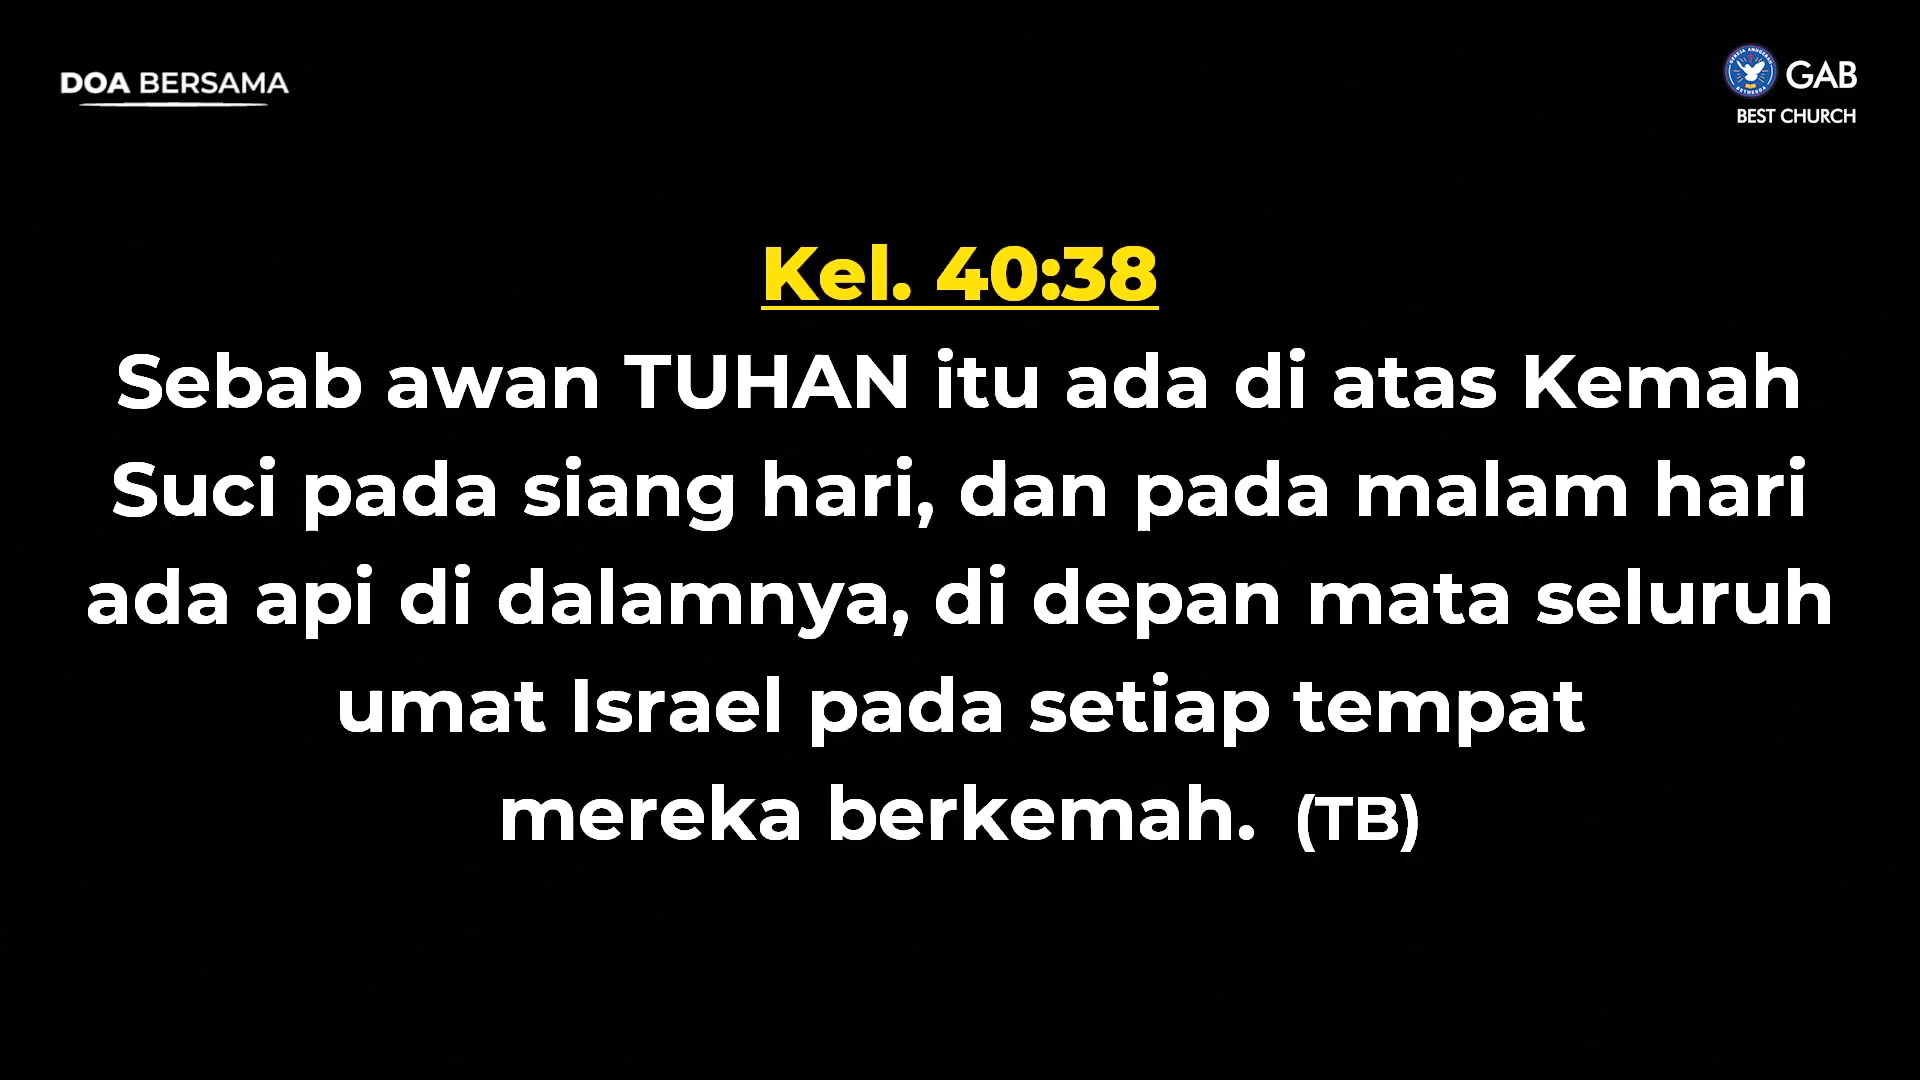 DOA BERSAMA
GAB
BEST CHURCH
Kel. 40:38
Sebab awan TUHAN itu ada di atas Kemah
Suci pada siang hari, dan pada malam hari
ada api di dalamnya, di depan mata seluruh
umat Israel pada setiap tempat
mereka berkemah. (TB)